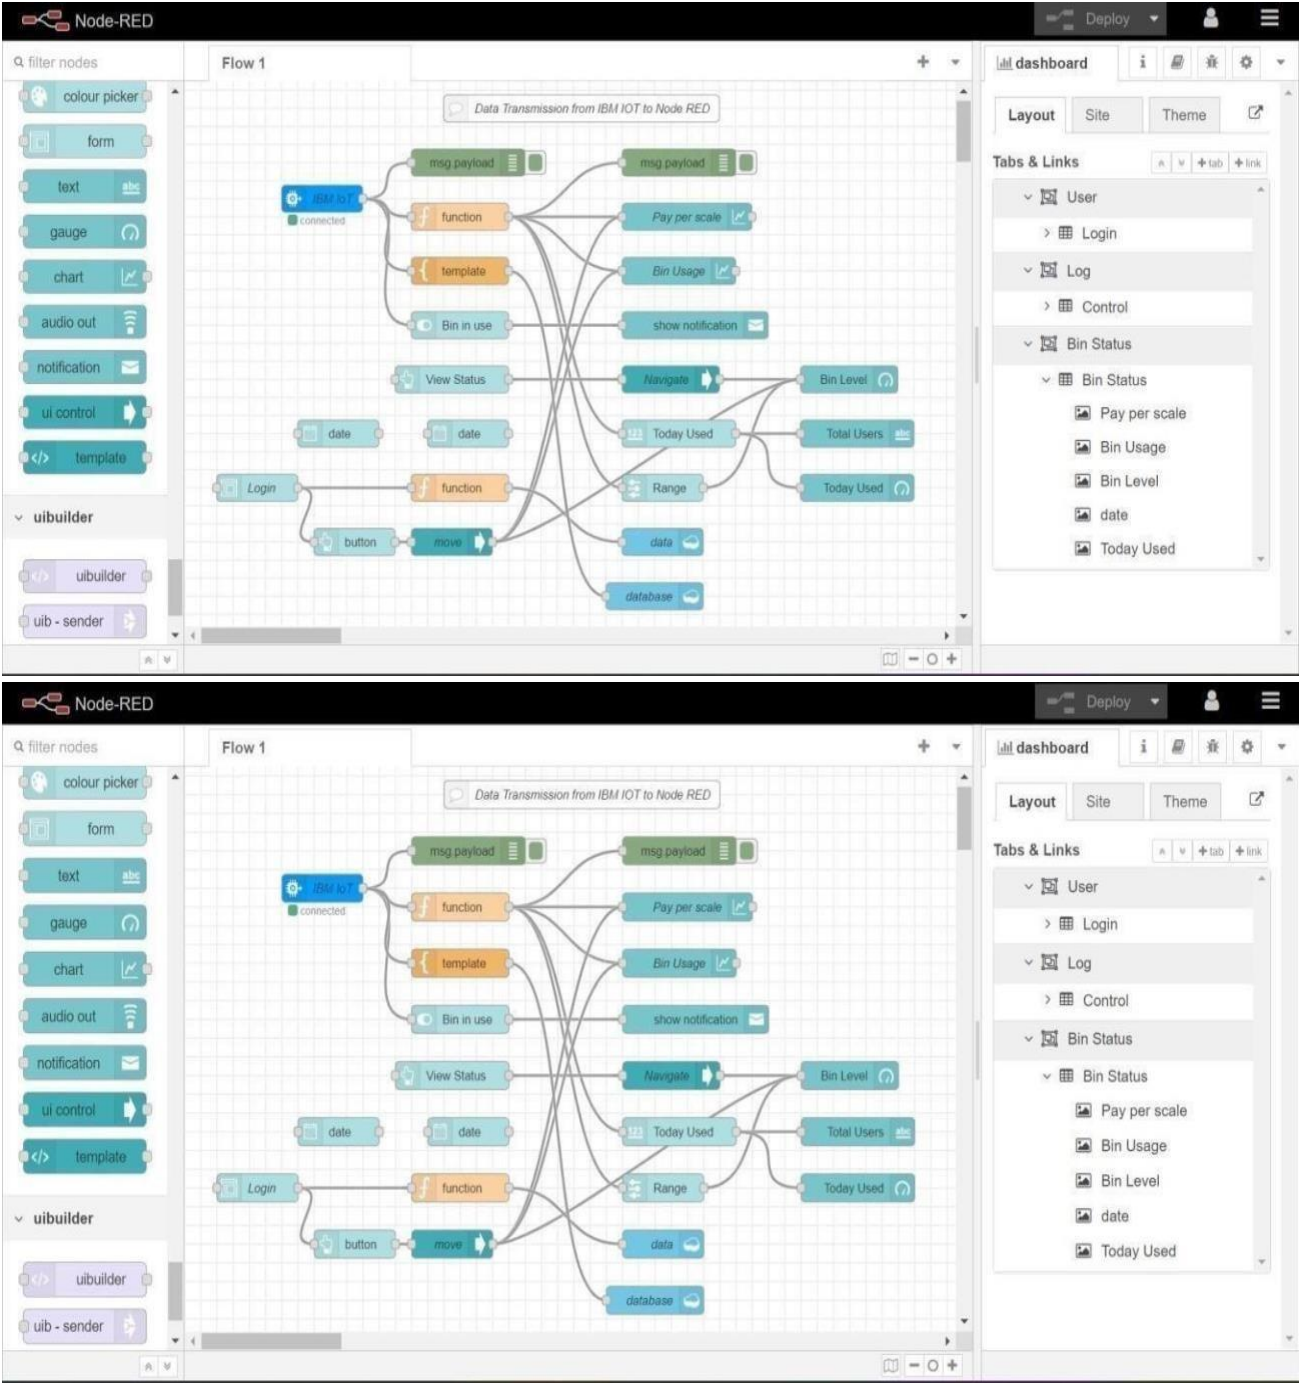 Node-RED
Deploy
filter nodes
Flow 1
dashboard
i
colour picker
form
text
abc
gauge
chart
audio out
notification
ui control
</> template
uibuilder
</> uibuilder
uib - sender
Data Transmission from IBM IOT to Node RED
msg.payload
msg.payload
IBM IoT
connected
function
Pay per scale
template
Bin Usage
Bin in use
show notification
View Status
Navigate
Bin Level
date
date
123 Today Used
Total Users abc
Login
function
Range
Today Used
button
move
data
database
Layout
Site
Theme
Tabs & Links
+tab
+link
User
Login
Log
Control
Bin Status
Bin Status
Pay per scale
Bin Usage
Bin Level
date
Today Used
Node-RED
Deploy
filter nodes
Flow 1
dashboard
i
colour picker
form
text
abc
gauge
chart
audio out
notification
ui control
</> template
uibuilder
</> uibuilder
uib - sender
Data Transmission from IBM IOT to Node RED
msg.payload
msg.payload
IBM IoT
connected
function
Pay per scale
template
Bin Usage
Bin in use
show notification
View Status
Navigate
Bin Level
date
date
123 Today Used
Total Users abc
Login
function
Range
Today Used
button
move
data
database
Layout
Site
Theme
Tabs & Links
+tab
+link
User
Login
Log
Control
Bin Status
Bin Status
Pay per scale
Bin Usage
Bin Level
date
Today Used